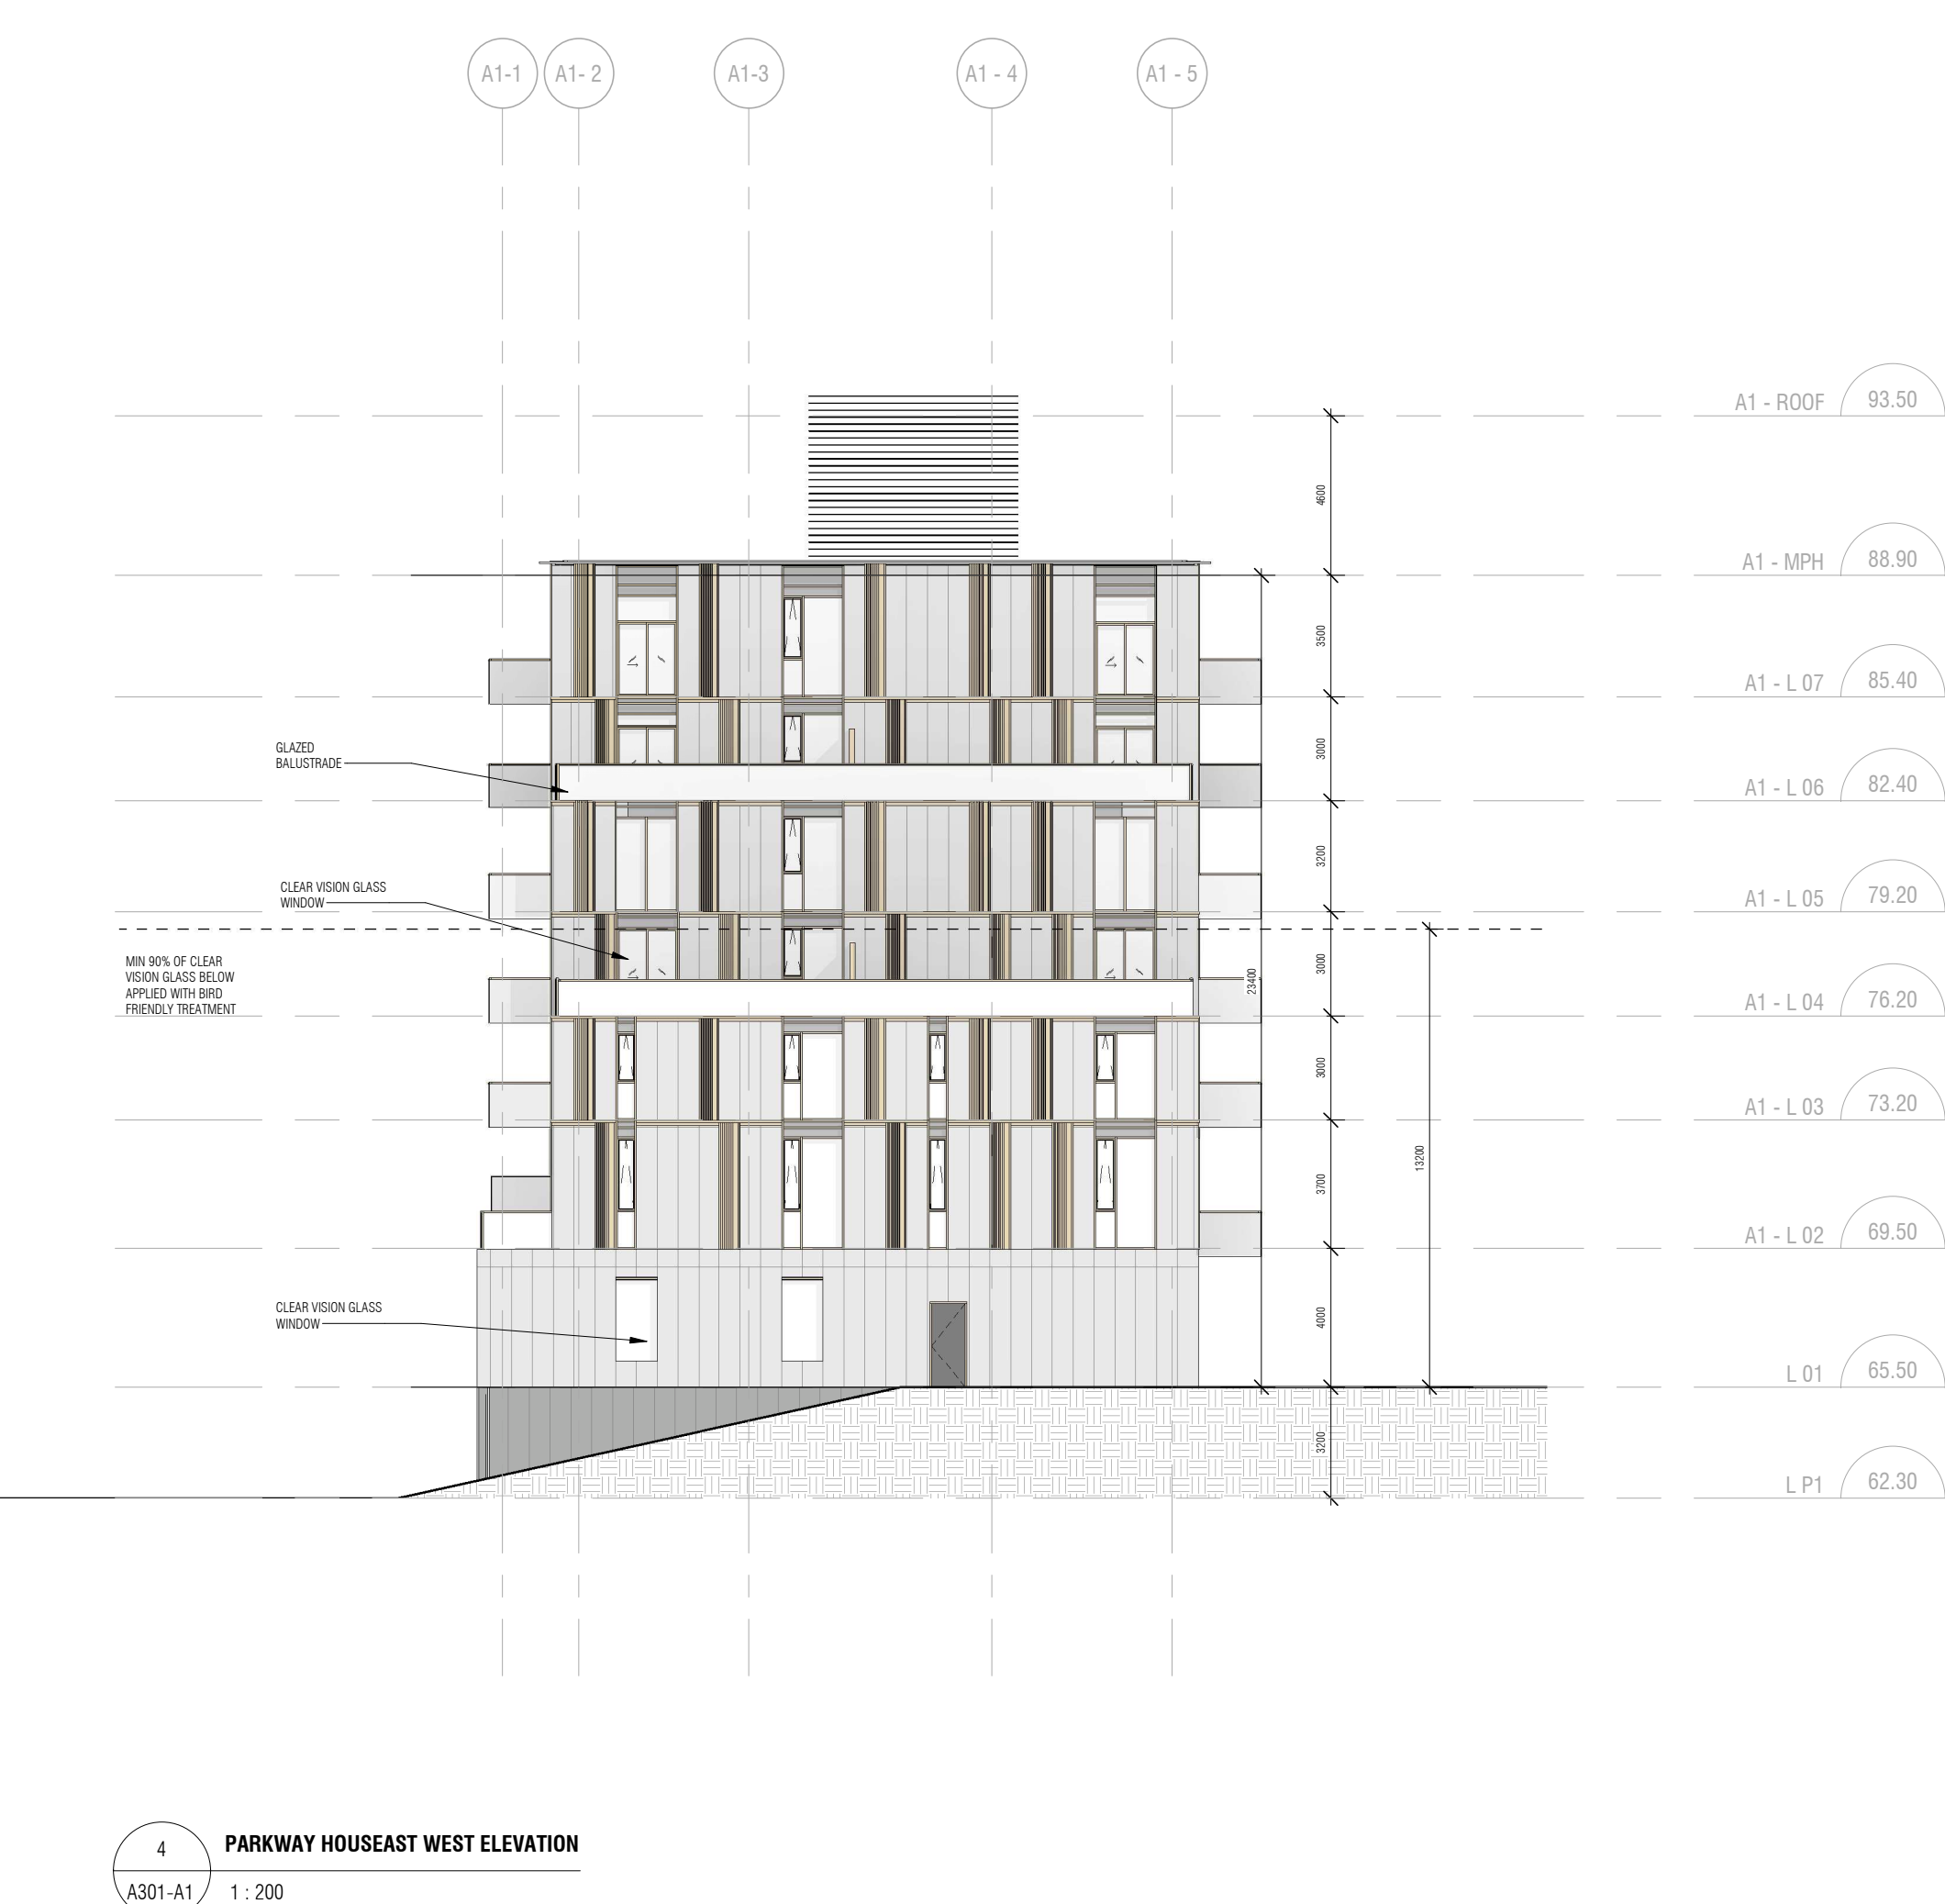 A1-1
A1- 2
A1-3
A1 - 4
A1 - 5
A1 - ROOF 93.50
4600
A1 - MPH 88.90
3500
A1 - L 07 85.40
3000
GLAZED
BALUSTRADE
A1 - L 06 82.40
3200
CLEAR VISION GLASS
WINDOW
A1 - L 05 79.20
MIN 90% OF CLEAR
VISION GLASS BELOW
APPLIED WITH BIRD
FRIENDLY TREATMENT
3000
23400
A1 - L 04 76.20
3000
A1 - L 03 73.20
13200
3700
A1 - L 02 69.50
CLEAR VISION GLASS
WINDOW
4000
L 01 65.50
3200
L P1 62.30
4
PARKWAY HOUSEAST WEST ELEVATION
A301-A1
1 : 200